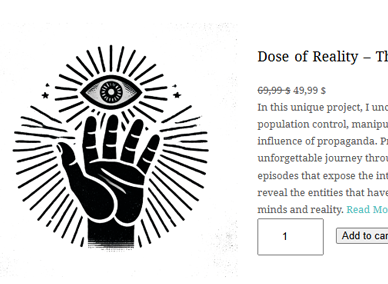 Dose of Reality – Th
69,99 $ 49,99 $
In this unique project, I unc
population control, manipu
influence of propaganda. Pr
unforgettable journey throu
episodes that expose the int
reveal the entities that have
minds and reality. Read Mo
1
Add to car